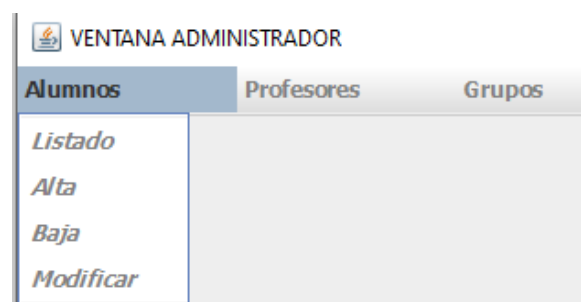 VENTANA ADMINISTRADOR
Alumnos Profesores Grupos
Listado
Alta
Baja
Modificar